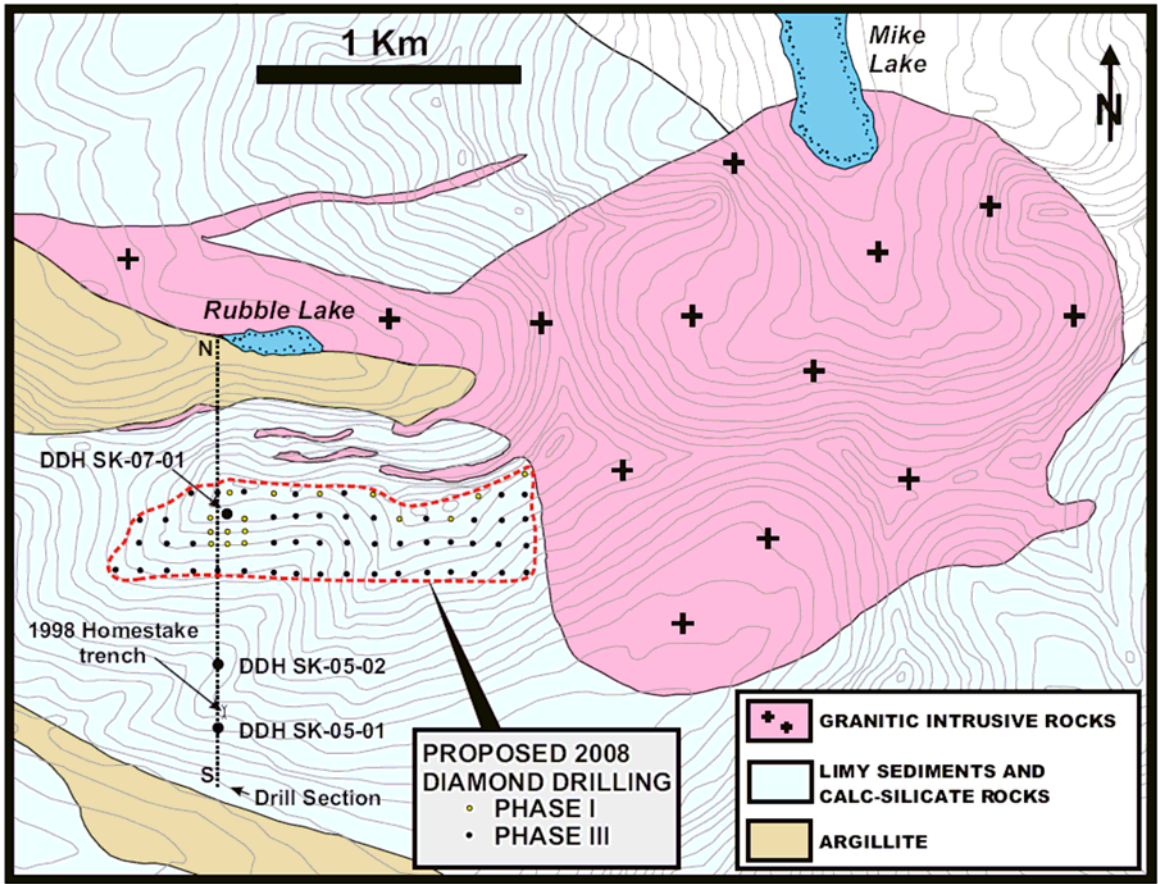 1 Km
Mike
Lake
N
Rubble Lake
N
DDH SK-07-01
1998 Homestake
trench
DDH SK-05-02
DDH SK-05-01
S
Drill Section
PROPOSED 2008
DIAMOND DRILLING
PHASE I
PHASE III
GRANITIC INTRUSIVE ROCKS
LIMY SEDIMENTS AND
CALC-SILICATE ROCKS
ARGILLITE